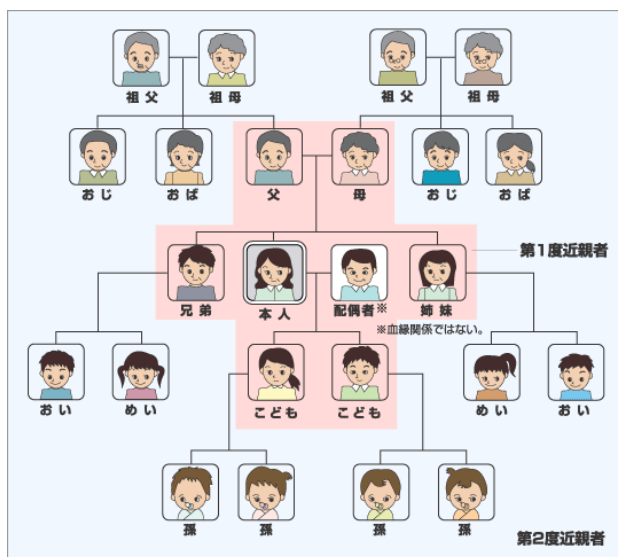 祖父
祖母
祖父
祖母
おじ
おば
父
母
おじ
おば
第1度近親者
兄弟
本人
配偶者※
姉妹
※血縁関係ではない。
おい
めい
こども
こども
めい
おい
孫
孫
孫
孫
第2度近親者